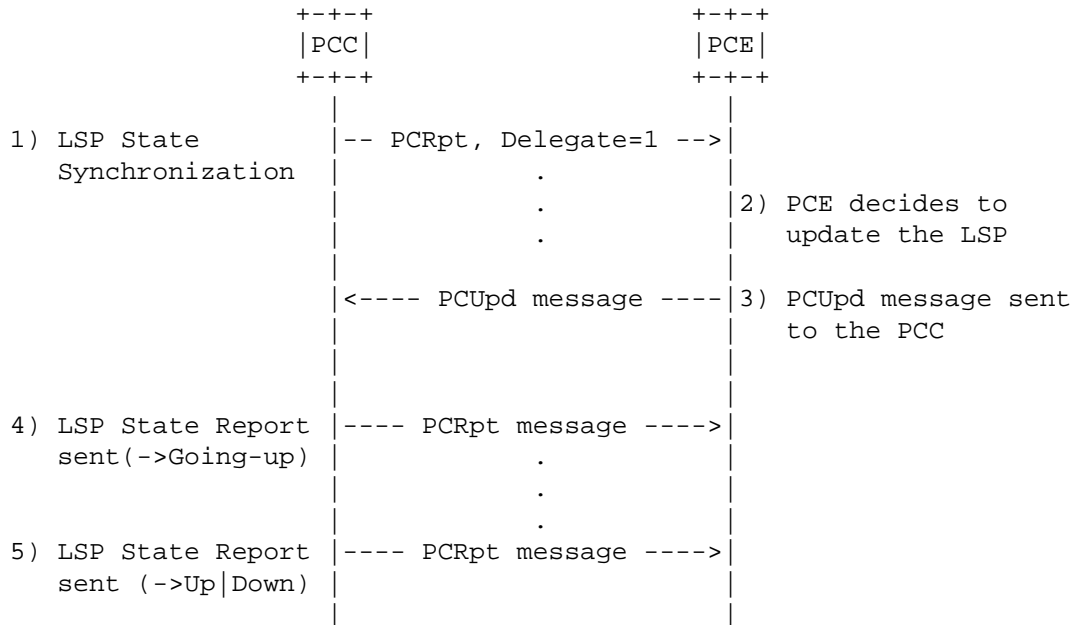 +-+-+                    +-+-+
|PCC|                    |PCE|
+-+-+                    +-+-+
|                        |
1) LSP State        |-- PCRpt, Delegate=1 -->|
Synchronization  |            .           |
|            .           |2) PCE decides to
|            .           |   update the LSP
|                        |
|<---- PCUpd message ----|3) PCUpd message sent
|                        |   to the PCC
|                        |
|                        |
4) LSP State Report |---- PCRpt message ---->|
sent(->Going-up) |            .           |
|            .           |
|            .           |
5) LSP State Report |---- PCRpt message ---->|
sent (->Up|Down) |                        |
|                        |